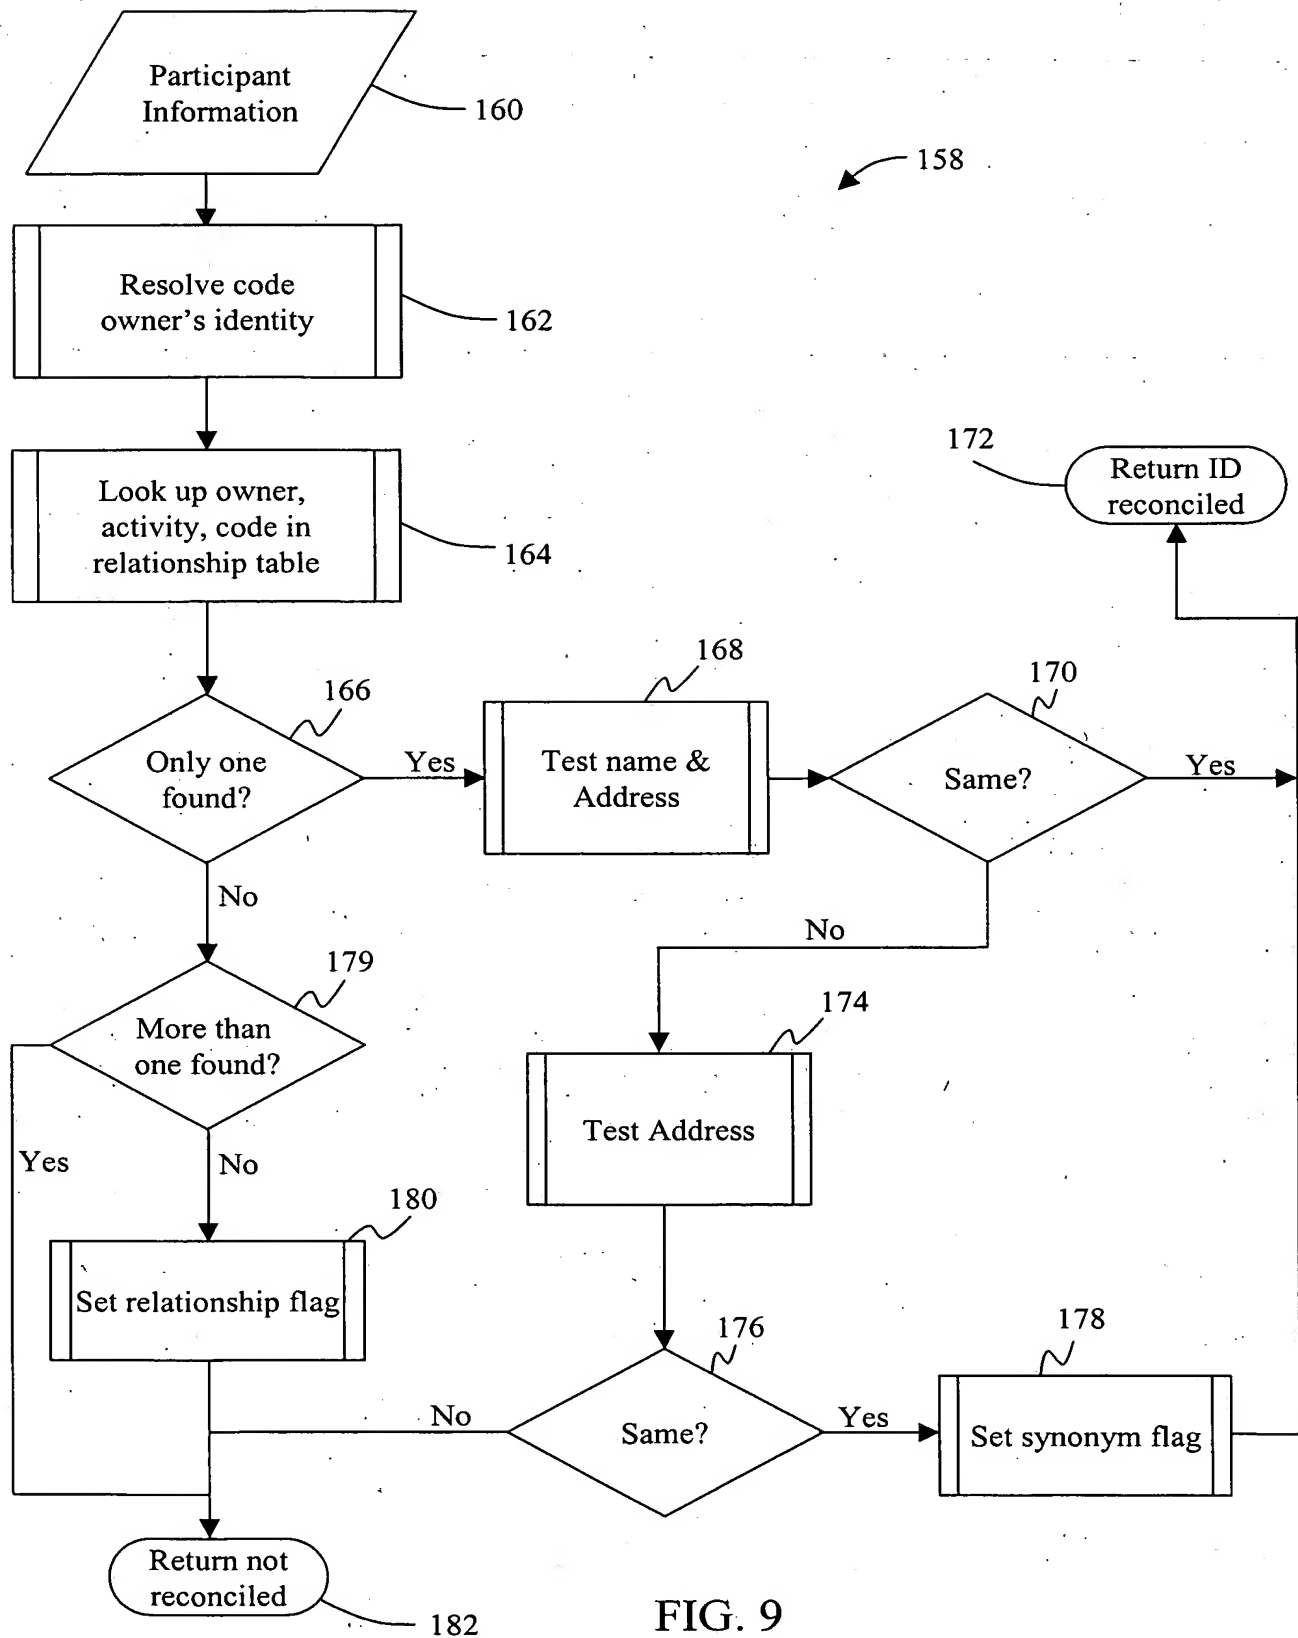 Participant
Information
160
158
Resolve code
owner's identity
162
Look up owner,
activity, code in
relationship table
164
172
Return ID
reconciled
166
Only one
found?
Yes
168
Test name &
Address
170
Same?
Yes
No
No
179
More than
one found?
174
Test Address
Yes
No
180
Set relationship flag
176
Same?
No
Yes
178
Set synonym flag
Return not
reconciled
182
FIG. 9